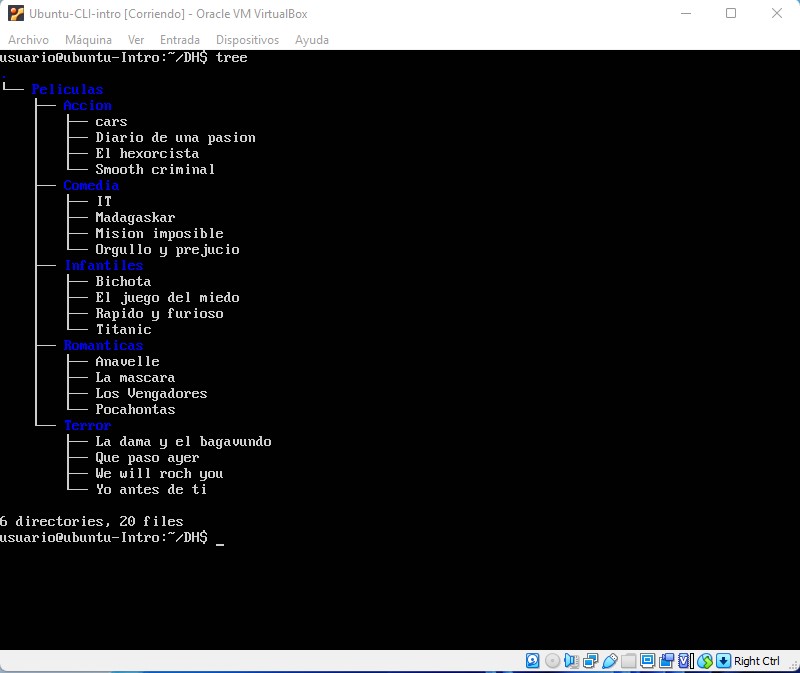 Ubuntu-CLI-intro [Corriendo] - Oracle VM VirtualBox
Archivo Máquina Ver Entrada Dispositivos Ayuda
usuario@ubuntu-Intro:~/DH$ tree
.
└── Peliculas
    ├── Accion
    │   ├── cars
    │   ├── Diario de una pasion
    │   ├── El hexorcista
    │   └── Smooth criminal
    ├── Comedia
    │   ├── IT
    │   ├── Madagaskar
    │   ├── Mision imposible
    │   └── Orgullo y prejucio
    ├── Infantiles
    │   ├── Bichota
    │   ├── El juego del miedo
    │   ├── Rapido y furioso
    │   └── Titanic
    ├── Romanticas
    │   ├── Anavelle
    │   ├── La mascara
    │   ├── Los Vengadores
    │   └── Pocahontas
    └── Terror
        ├── La dama y el bagavundo
        ├── Que paso ayer
        ├── We will roch you
        └── Yo antes de ti
6 directories, 20 files
usuario@ubuntu-Intro:~/DH$ _
Right Ctrl